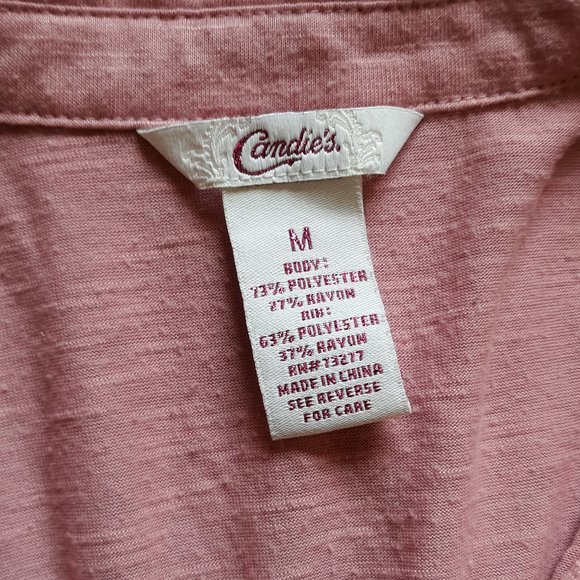 Candie's.
M
BODY:
73% POLYESTER
27% RAYON
RIB:
63% POLYESTER
37% RAYON
RN# 73277
MADE IN CHINA
SEE REVERSE
FOR CARE